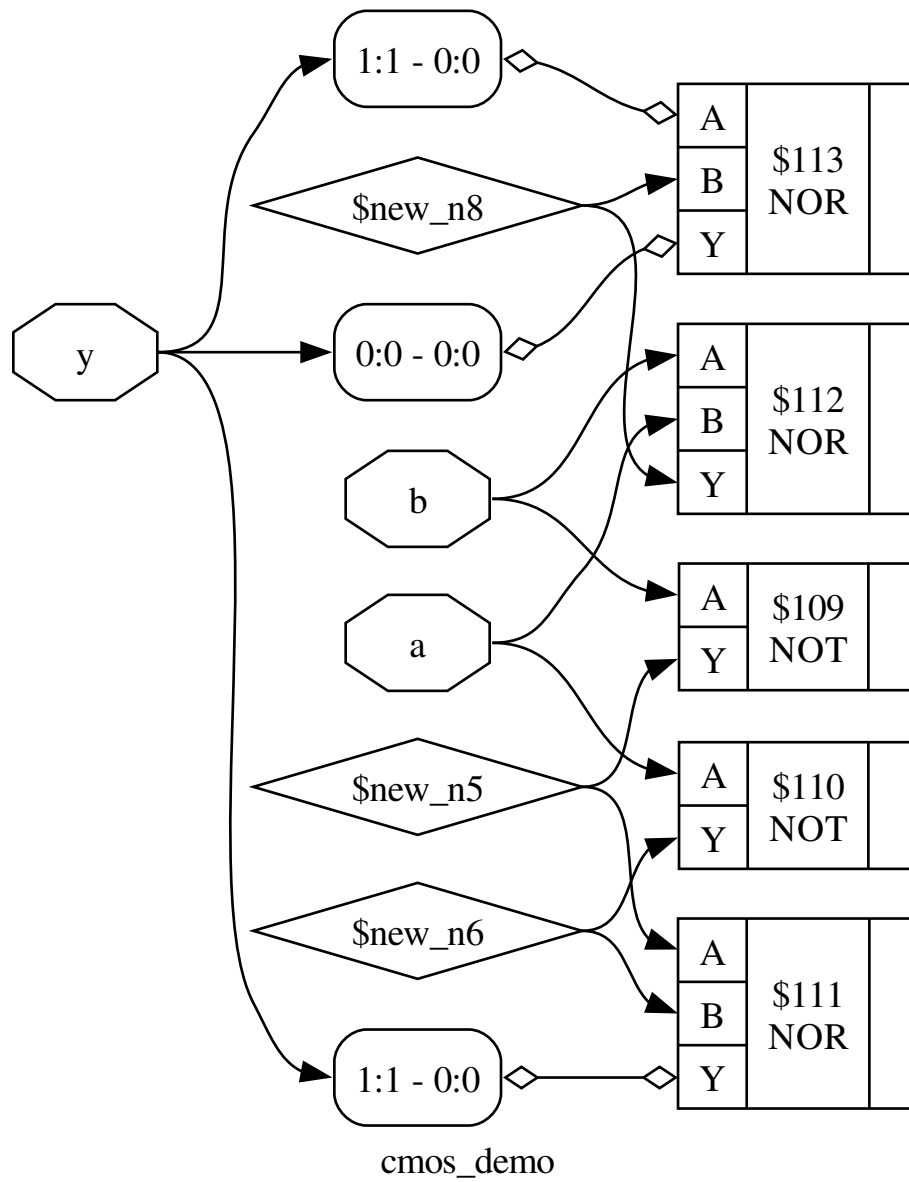 1:1 - 0:0
A
B
Y
$113
NOR
$new_n8
y
0:0 - 0:0
A
B
Y
$112
NOR
b
A
Y
$109
NOT
a
$new_n5
A
Y
$110
NOT
$new_n6
A
B
Y
$111
NOR
1:1 - 0:0
cmos_demo